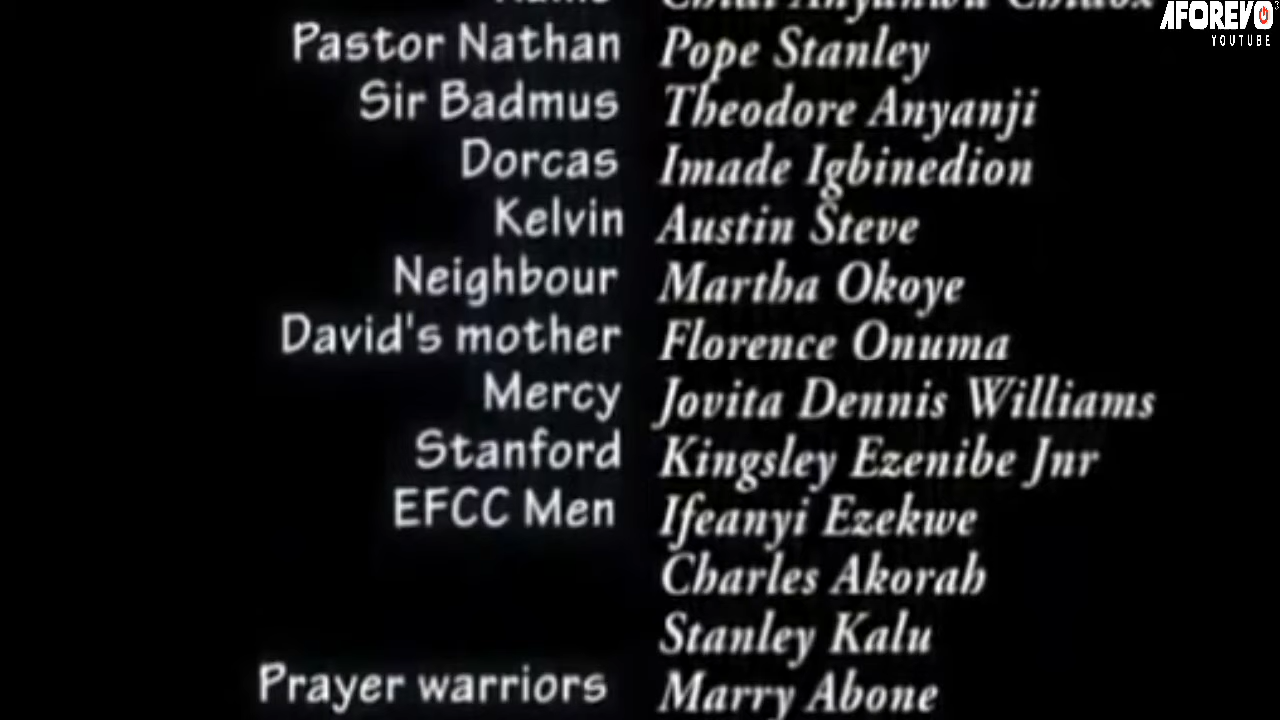 AFOREVO
YOUTUBE
Pastor Nathan Pope Stanley
Sir Badmus Theodore Anyanji
Dorcas Imade Igbinedion
Kelvin Austin Steve
Neighbour Martha Okoye
David's mother Florence Onuma
Mercy Jovita Dennis Williams
Stanford Kingsley Ezenibe Jnr
EFCC Men Ifeanyi Ezekwe
Charles Akorah
Stanley Kalu
Prayer warriors Marry Abone